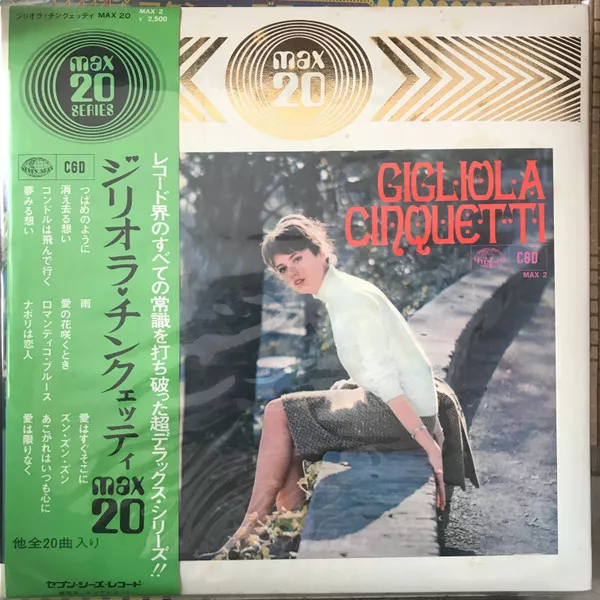 ジリオラ・チンクェッティ MAX 20
MAX 2
¥ 2,500
max
20
SERIES
SEVEN SEAS
CGD
ジリオラ・チンクェッティ
max
20
レコード界のすべての常識を打ち破った超デラックス・シリーズ!!
つばめのように
消え去る想い
コンドルは飛んで行く
夢みる想い
雨
愛の花咲くとき
ロマンティコ・ブルース
ナポリは恋人
愛はすぐそこに
ズン・ズン・ズン
あこがれはいつも心に
愛は限りなく
他全20曲入り
セブン・シーズ・レコード
max
20
GIGLIOLA
CINQUETTI
CGD
MAX 2